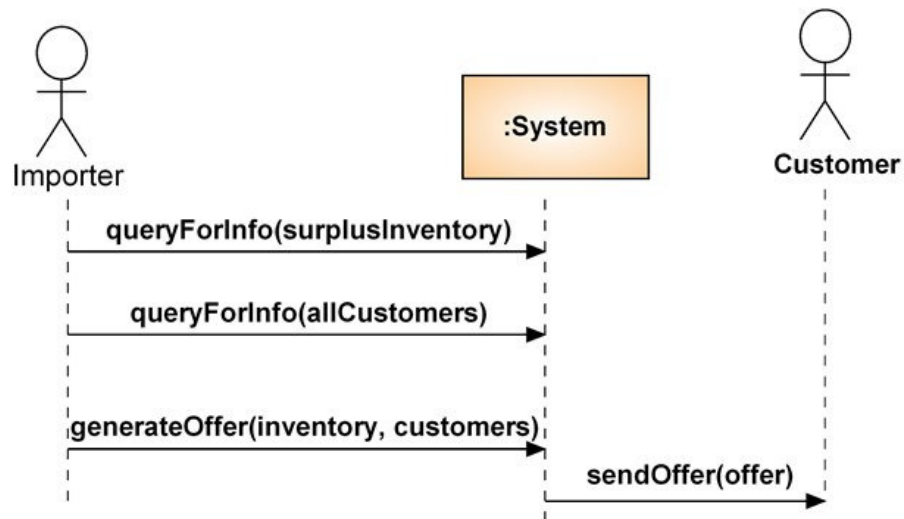 :System
Importer
Customer
queryForInfo(surplusInventory)
queryForInfo(allCustomers)
generateOffer(inventory, customers)
sendOffer(offer)